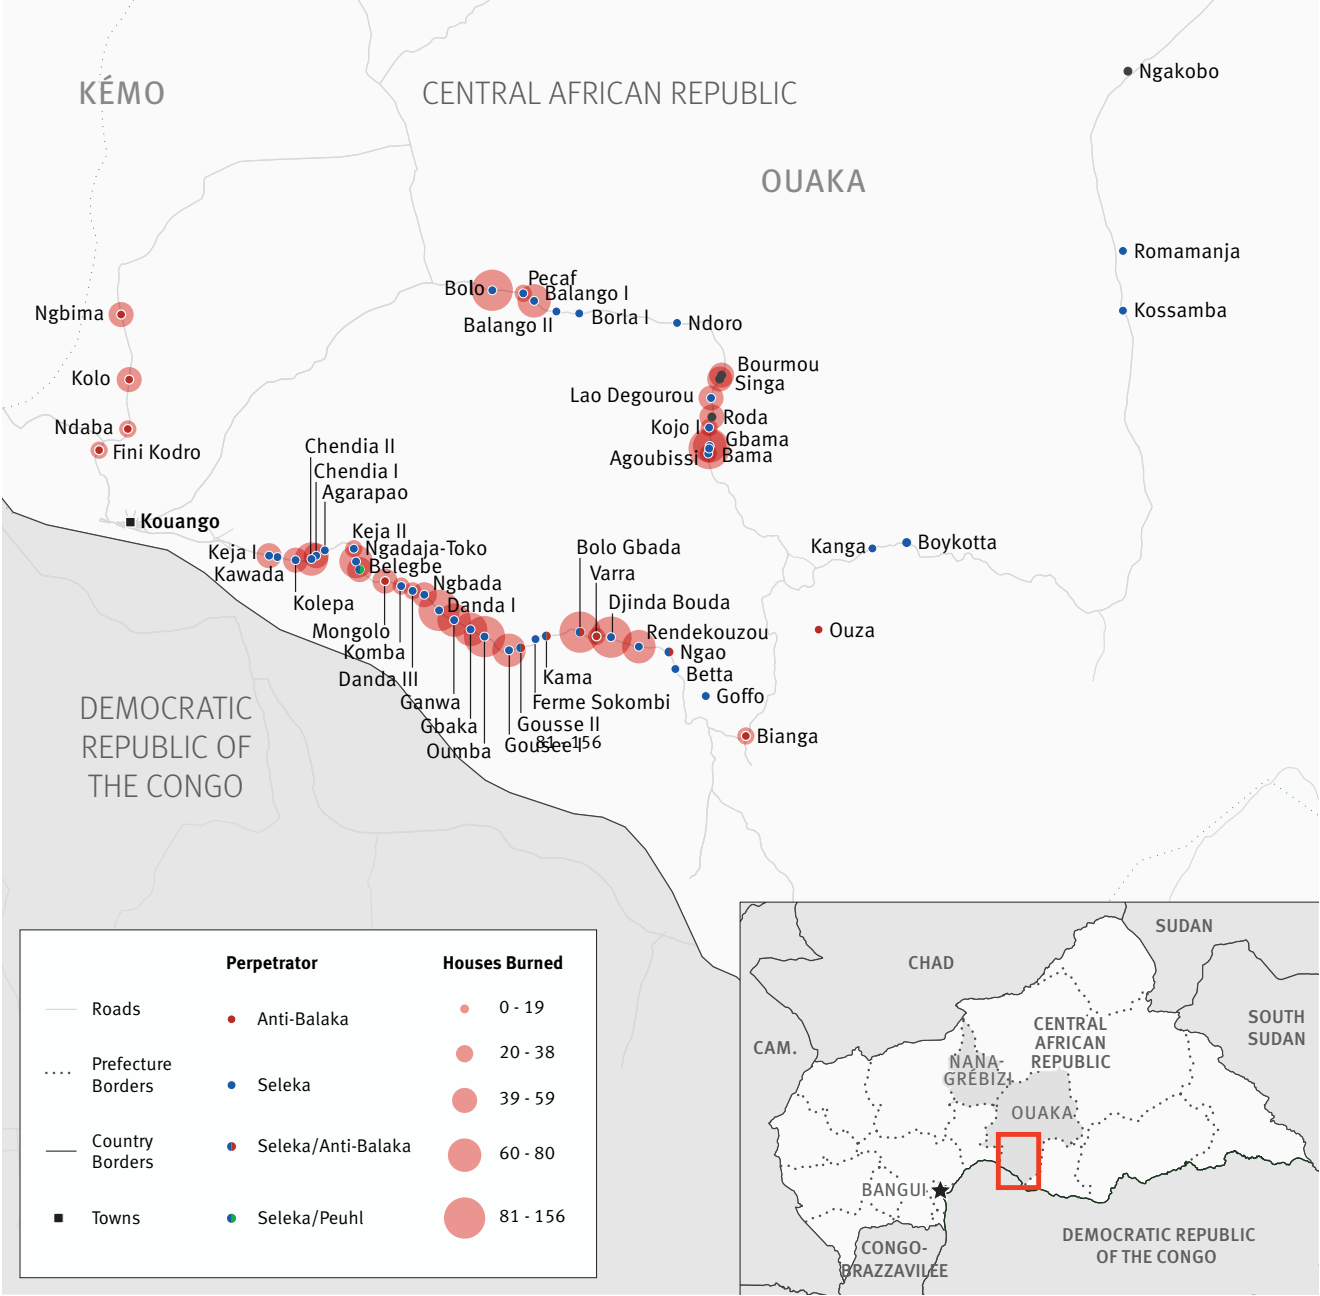 KÉMO
CENTRAL AFRICAN REPUBLIC
Ngakobo
OUAKA
Romamanja
Kossamba
Bolo
Pecaf
Balango I
Balango II
Borla I
Ndoro
Ngbima
Kolo
Ndaba
Fini Kodro
Bourmou
Singa
Lao Degourou
Roda
Kojo I
Gbama
Agoubissi
Bama
Chendia II
Chendia I
Agarapao
Kouango
Keja II
Keja I
Ngadaja-Toko
Kawada
Belegbe
Kolepa
Ngbada
Danda I
Mongolo
Komba
Danda III
Ganwa
Gbaka
Oumba
Bolo Gbada
Varra
Djinda Bouda
Rendekouzou
Ngao
Betta
Goffo
Kama
Ferme Sokombi
Gousse II
Gousee I
81 - 156
Kanga
Boykotta
Ouza
Bianga
DEMOCRATIC
REPUBLIC OF
THE CONGO
Perpetrator
Houses Burned
Roads
Anti-Balaka
0 - 19
Prefecture
Borders
Seleka
20 - 38
39 - 59
Country
Borders
Seleka/Anti-Balaka
60 - 80
Towns
Seleka/Peuhl
81 - 156
SUDAN
CHAD
SOUTH
SUDAN
CAM.
CENTRAL
AFRICAN
REPUBLIC
NANA-
GRÉBIZI
OUAKA
BANGUI
CONGO-
BRAZZAVILEE
DEMOCRATIC REPUBLIC
OF THE CONGO